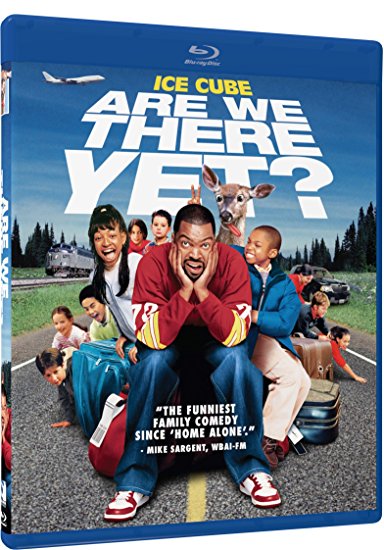 Blu-ray Disc
ICE CUBE
ARE WE
THERE
YET?
ARE WE
"THE FUNNIEST
FAMILY COMEDY
SINCE 'HOME ALONE'."
- MIKE SARGENT, WBAI-FM